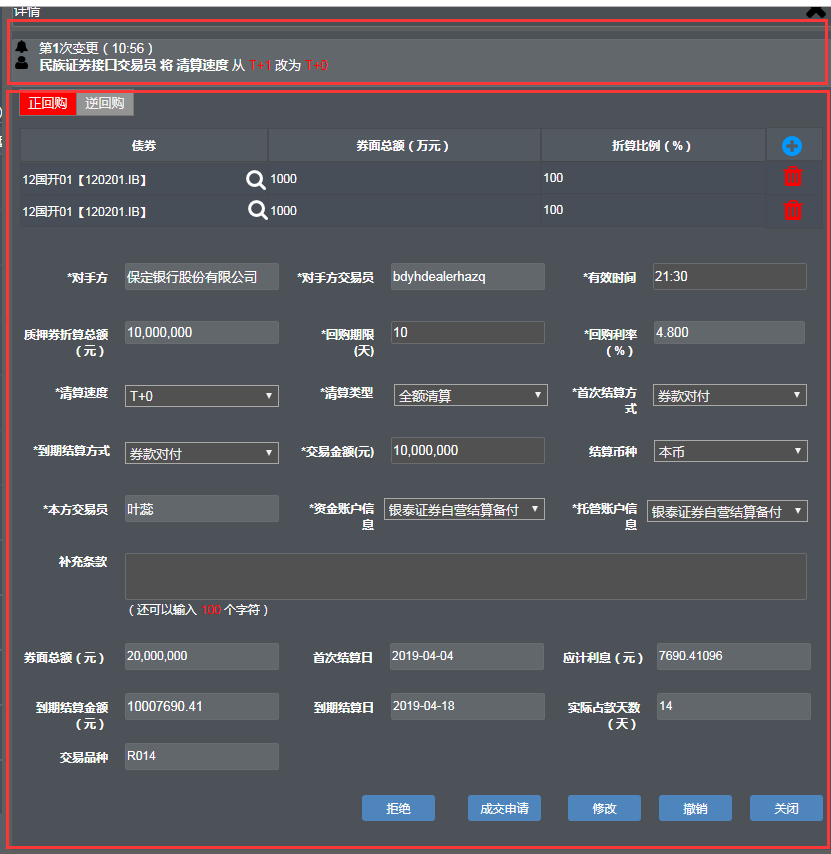 详情
第1次变更（10:56）
民族证券接口交易员 将 清算速度 从 T+1 改为 T+0
正回购 逆回购
债券 券面总额（万元） 折算比例（%）
12国开01【120201.IB】 1000 100
12国开01【120201.IB】 1000 100
*对手方 保定银行股份有限公司 *对手方交易员 bdyhdealerhazq *有效时间 21:30
质押券折算总额（元） 10,000,000 *回购期限(天) 10 *回购利率（%） 4.800
*清算速度 T+0 *清算类型 全额清算 *首次结算方式 券款对付
*到期结算方式 券款对付 *交易金额(元) 10,000,000 结算币种 本币
*本方交易员 叶蕊 *资金账户信息 银泰证券自营结算备付 *托管账户信息 银泰证券自营结算备付
补充条款
（还可以输入 100 个字符）
券面总额（元） 20,000,000 首次结算日 2019-04-04 应计利息（元） 7690.41096
到期结算金额（元） 10007690.41 到期结算日 2019-04-18 实际占款天数（天） 14
交易品种 R014
拒绝 成交申请 修改 撤销 关闭